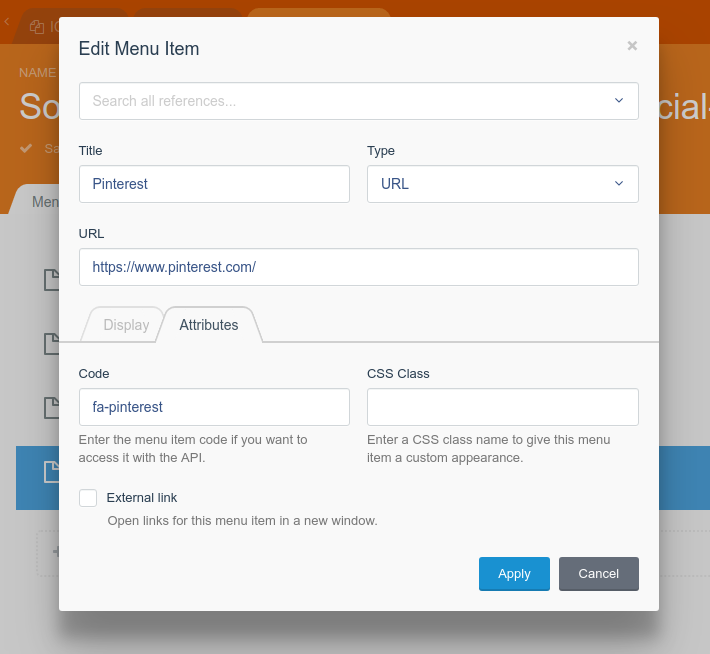 NAME
Edit Menu Item
×
Search all references...
Title
Type
Pinterest
URL
URL
https://www.pinterest.com/
Display
Attributes
Code
CSS Class
fa-pinterest
Enter the menu item code if you want to
access it with the API.
Enter a CSS class name to give this menu
item a custom appearance.
External link
Open links for this menu item in a new window.
Apply
Cancel